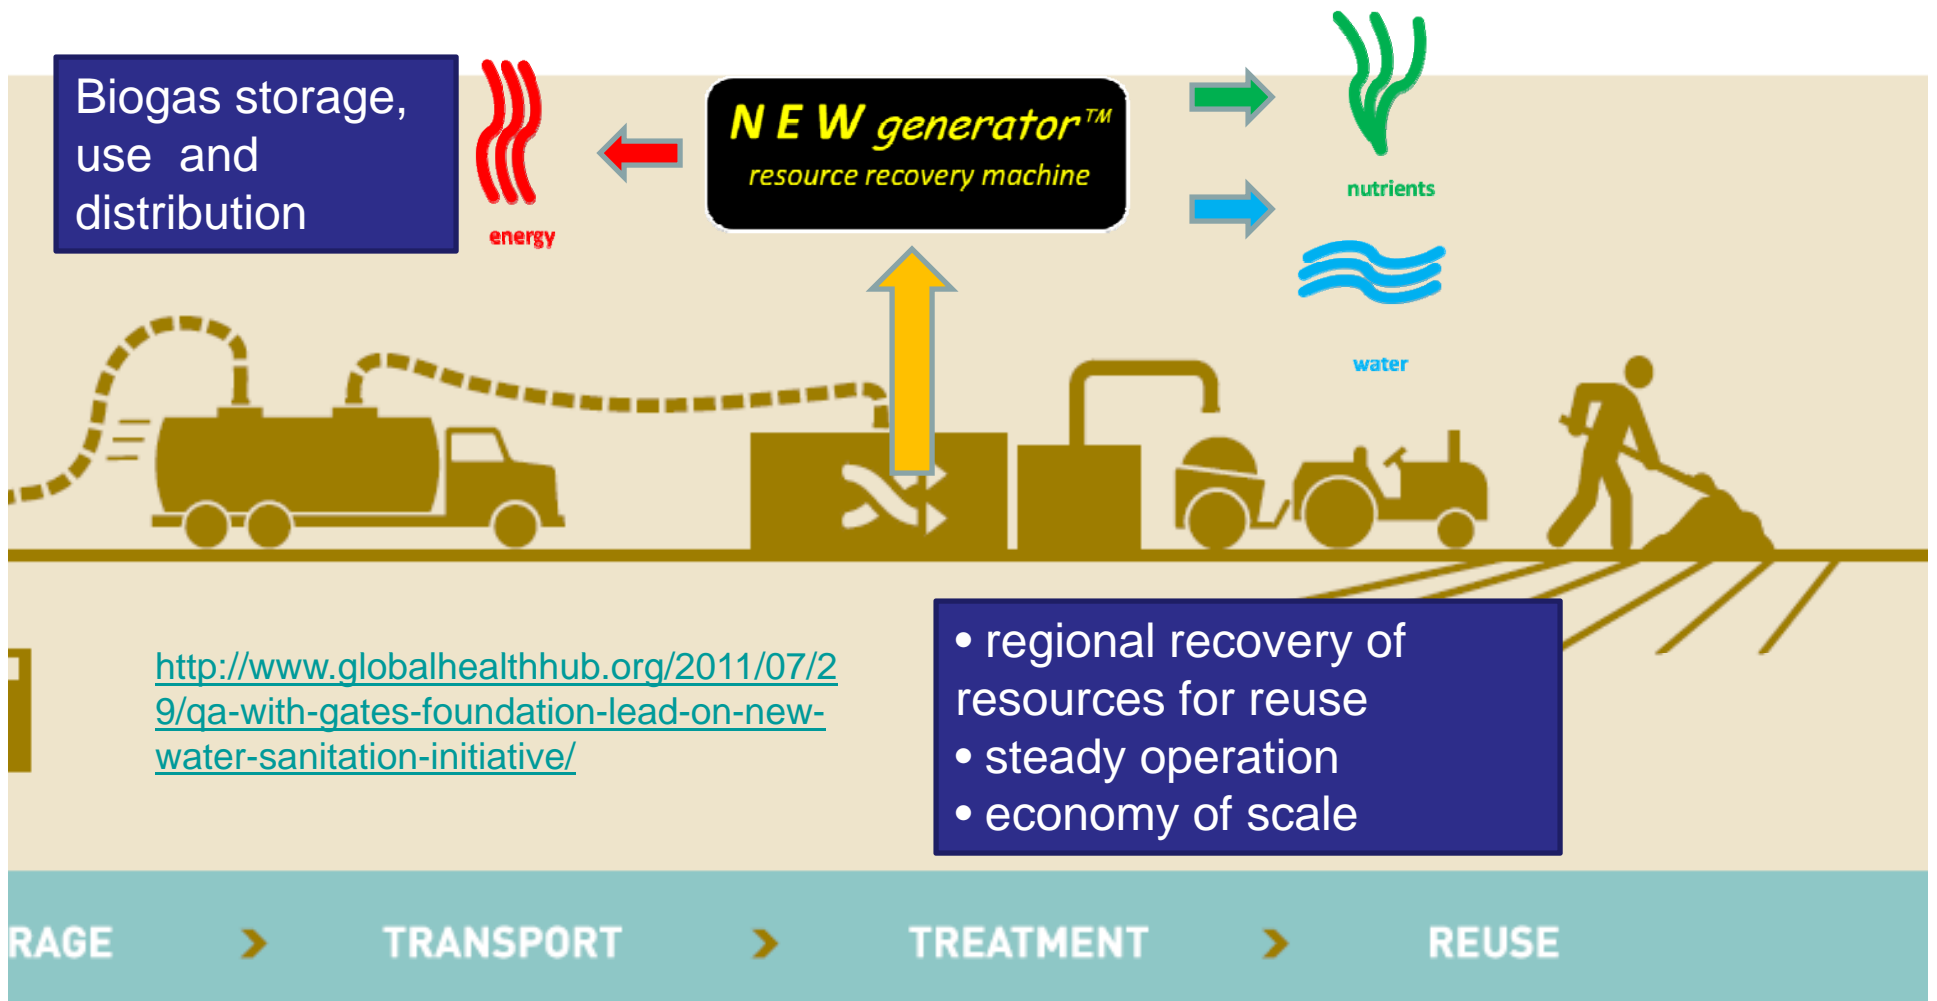 Biogas storage,
use and
distribution
energy
N E W generator™
resource recovery machine
nutrients
water
http://www.globalhealthhub.org/2011/07/2
9/qa-with-gates-foundation-lead-on-new-
water-sanitation-initiative/
• regional recovery of
resources for reuse
• steady operation
• economy of scale
RAGE > TRANSPORT > TREATMENT > REUSE